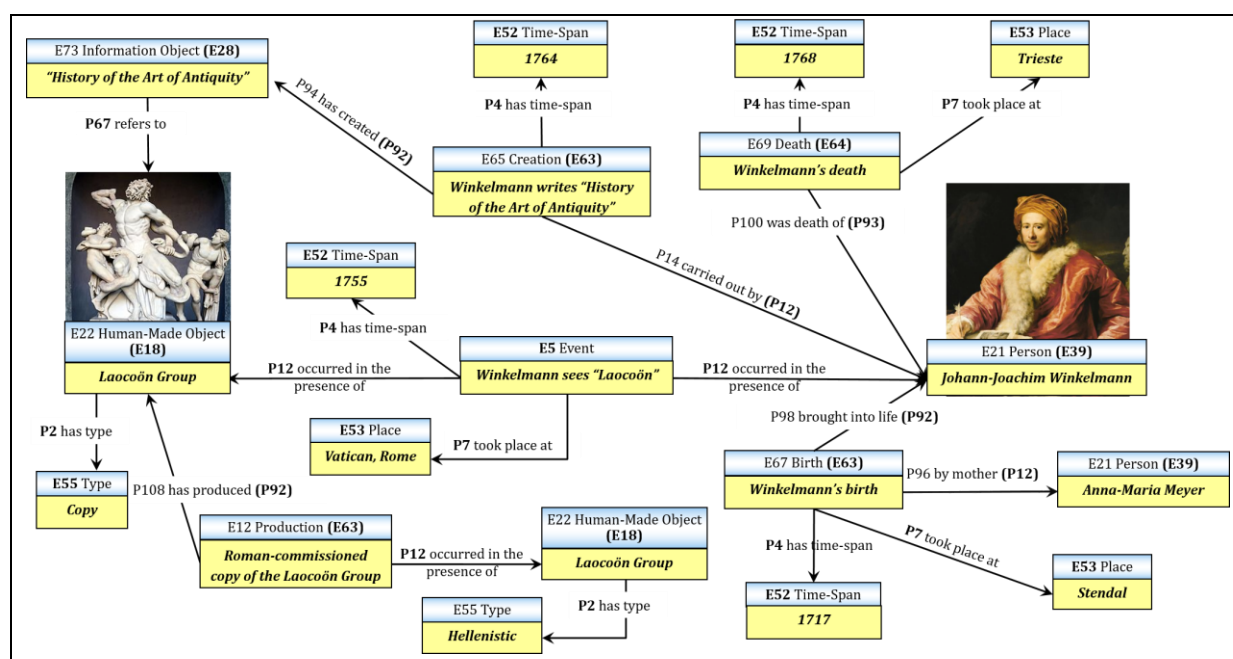 E73 Information Object (E28)
“History of the Art of Antiquity”
P67 refers to
E52 Time-Span
1764
P4 has time-span
P94 has created (P92)
E65 Creation (E63)
Winkelmann writes “History
of the Art of Antiquity”
E52 Time-Span
1768
P4 has time-span
E53 Place
Trieste
P7 took place at
E69 Death (E64)
Winkelmann’s death
P100 was death of (P93)
P14 carried out by (P12)
E52 Time-Span
1755
P4 has time-span
E22 Human-Made Object
(E18)
Laocoön Group
P12 occurred in the
presence of
E5 Event
Winkelmann sees “Laocoön”
P12 occurred in the
presence of
E21 Person (E39)
Johann-Joachim Winkelmann
P2 has type
E55 Type
Copy
E53 Place
Vatican, Rome
P7 took place at
P98 brought into life (P92)
E67 Birth (E63)
Winkelmann’s birth
P96 by mother (P12)
E21 Person (E39)
Anna-Maria Meyer
P108 has produced (P92)
E12 Production (E63)
Roman-commissioned
copy of the Laocoön Group
P12 occurred in the
presence of
E22 Human-Made Object
(E18)
Laocoön Group
P2 has type
E55 Type
Hellenistic
P4 has time-span
E52 Time-Span
1717
P7 took place at
E53 Place
Stendal